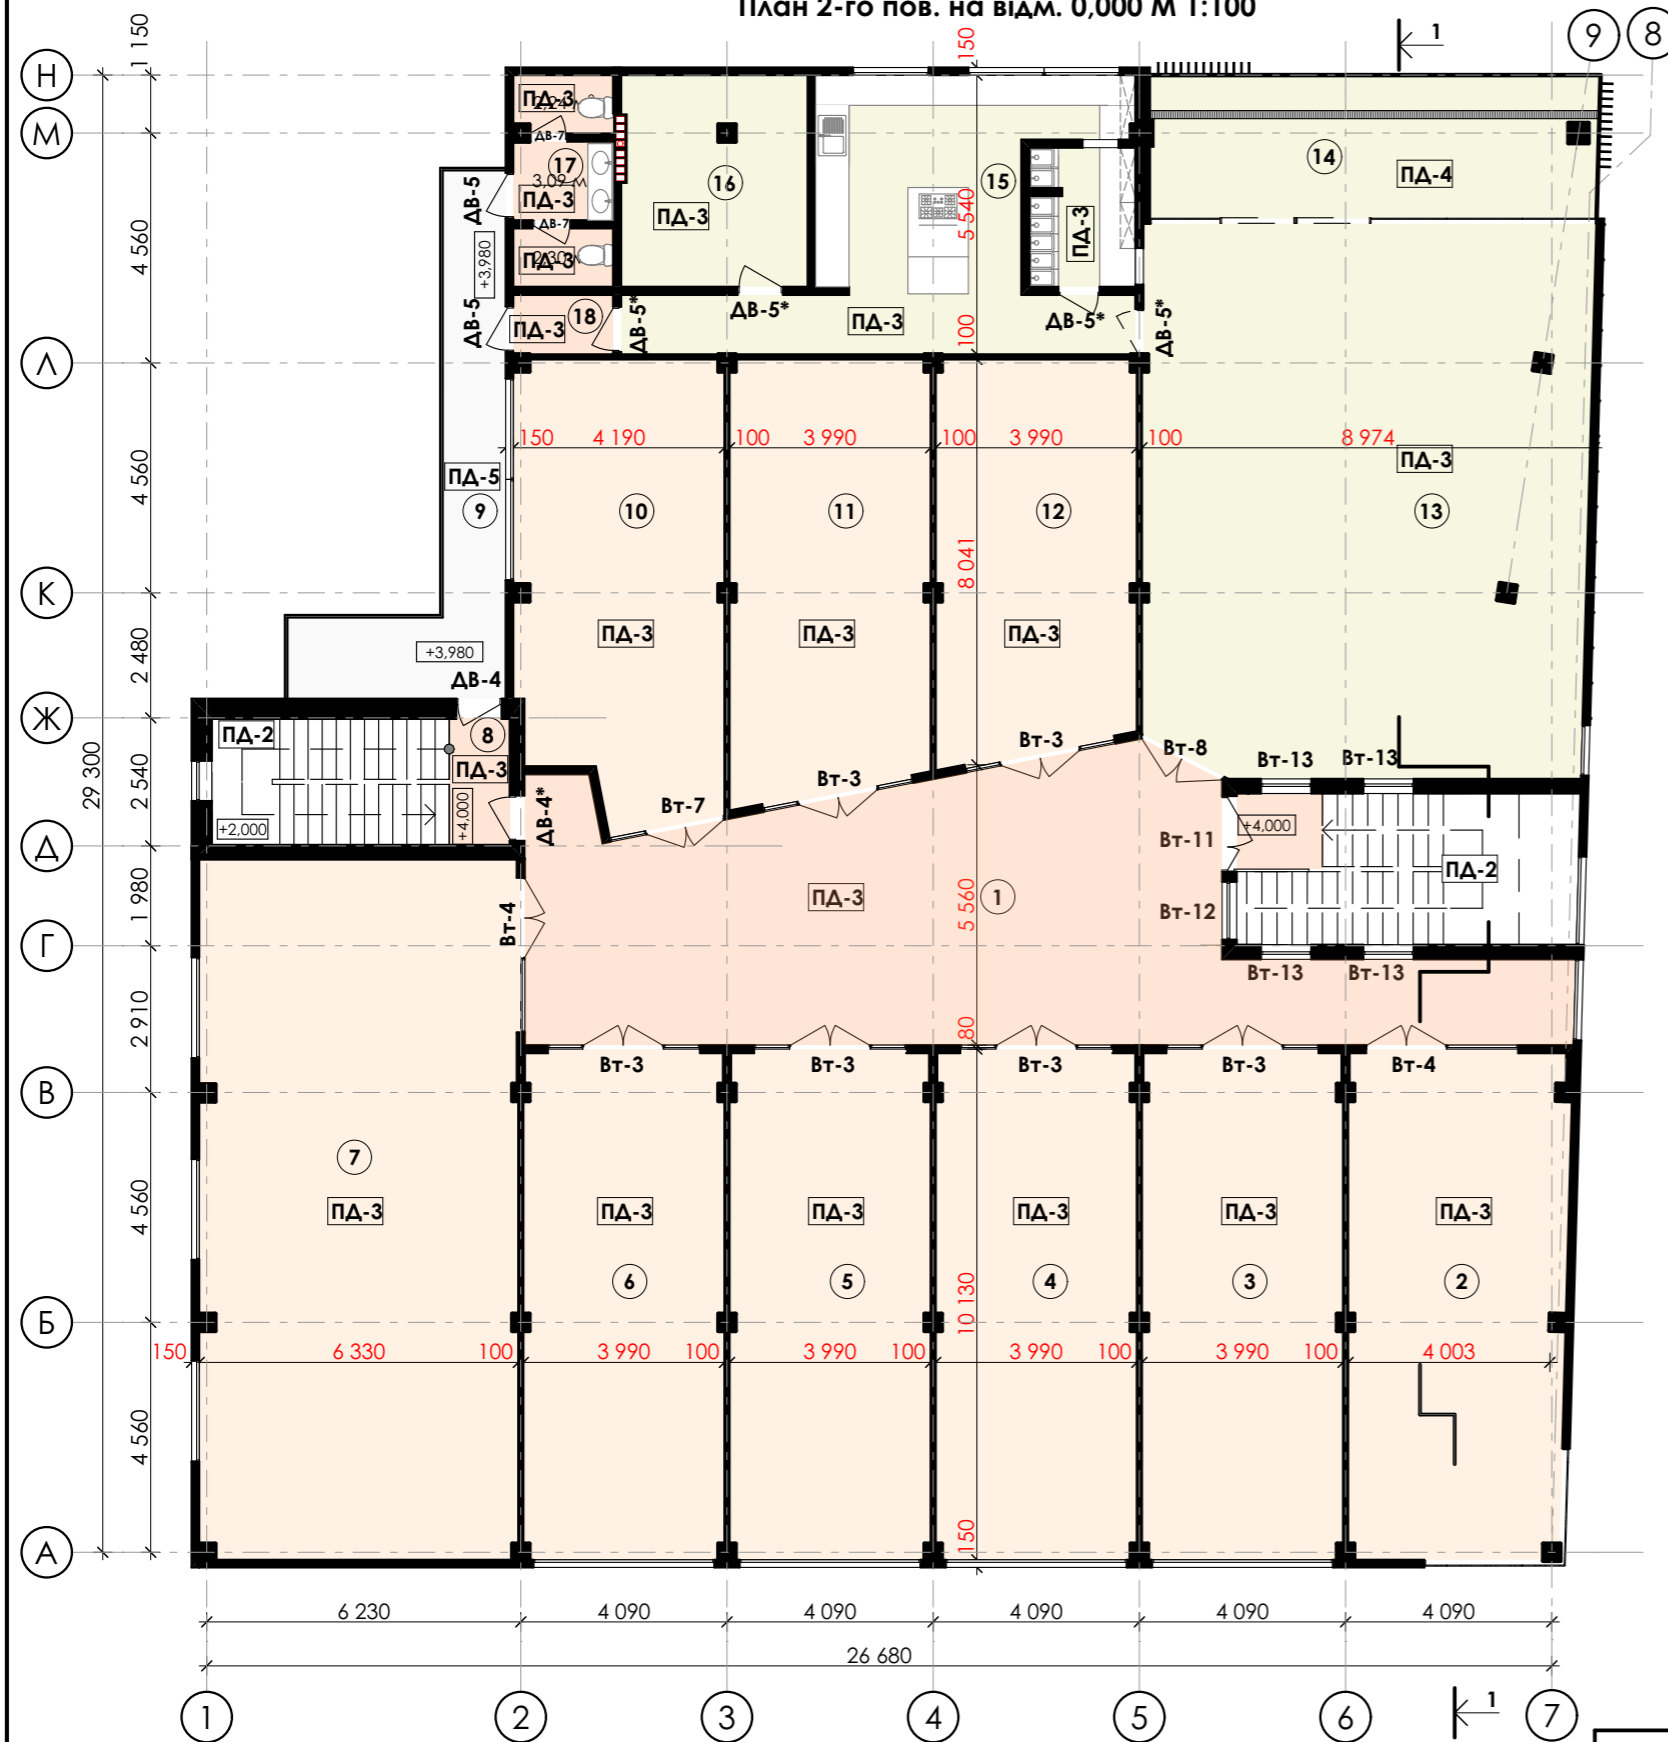 План 2-го пов. на відм. 0,000 М 1:100
1
9
8
Н
М
Л
К
Ж
Д
Г
В
Б
А
1 150
4 560
4 560
2 480
2 540
1 980
2 910
4 560
4 560
29 300
150
ПД-3
ДВ-7
17
3,09 м
ПД-3
ДВ-7
ПД-3
16
ПД-3
15
5 540
ПД-3
14
ПД-4
ДВ-5
+3,980
ДВ-5
18
ПД-3
ДВ-5*
ДВ-5*
ПД-3
100
ДВ-5*
ДВ-5*
150
4 190
100
3 990
100
3 990
100
8 974
ПД-3
ПД-5
9
10
11
12
13
8 041
ПД-3
ПД-3
ПД-3
+3,980
ДВ-4
ПД-2
8
ПД-3
+2,000
+4,000
ДВ-4*
Вт-7
Вт-3
Вт-3
Вт-8
Вт-13
Вт-13
+4,000
Вт-11
ПД-2
Вт-4
ПД-3
5 560
1
Вт-12
Вт-13
Вт-13
80
Вт-3
Вт-3
Вт-3
Вт-3
Вт-4
7
ПД-3
ПД-3
ПД-3
ПД-3
ПД-3
ПД-3
6
5
4
3
2
10 130
150
6 330
100
3 990
100
3 990
100
3 990
100
3 990
100
4 003
150
6 230
4 090
4 090
4 090
4 090
4 090
26 680
1
1
2
3
4
5
6
7